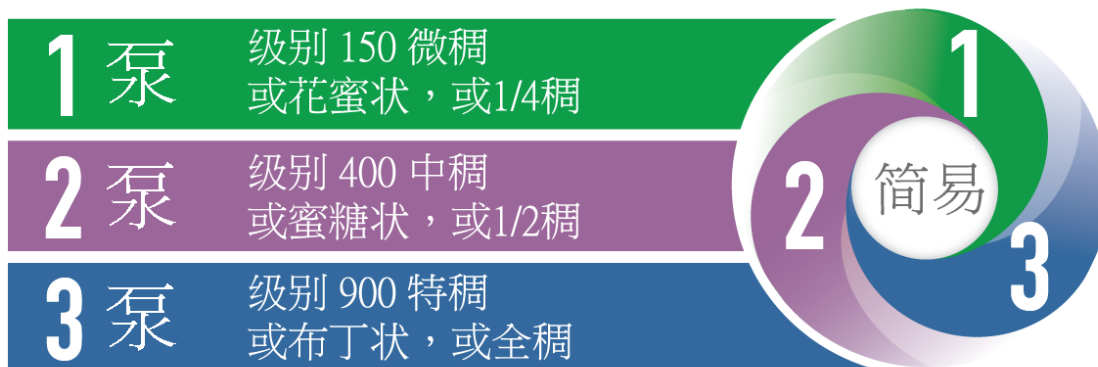 1 泵
级别 150 微稠
或花蜜状，或1/4稠
2 泵
级别 400 中稠
或蜜糖状，或1/2稠
3 泵
级别 900 特稠
或布丁状，或全稠
1
2
简易
3